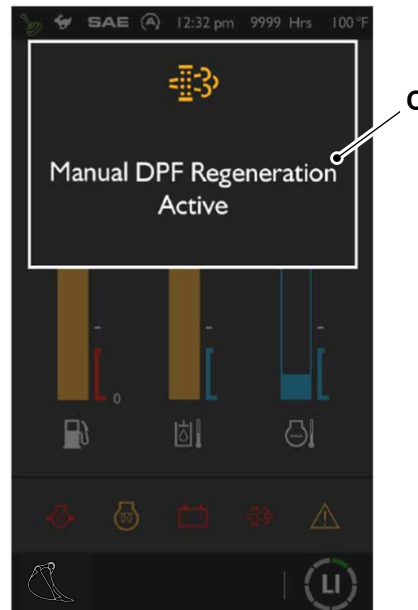 SAE A 12:32 pm 9999 Hrs 100 °F
C
Manual DPF Regeneration
Active
0
LI